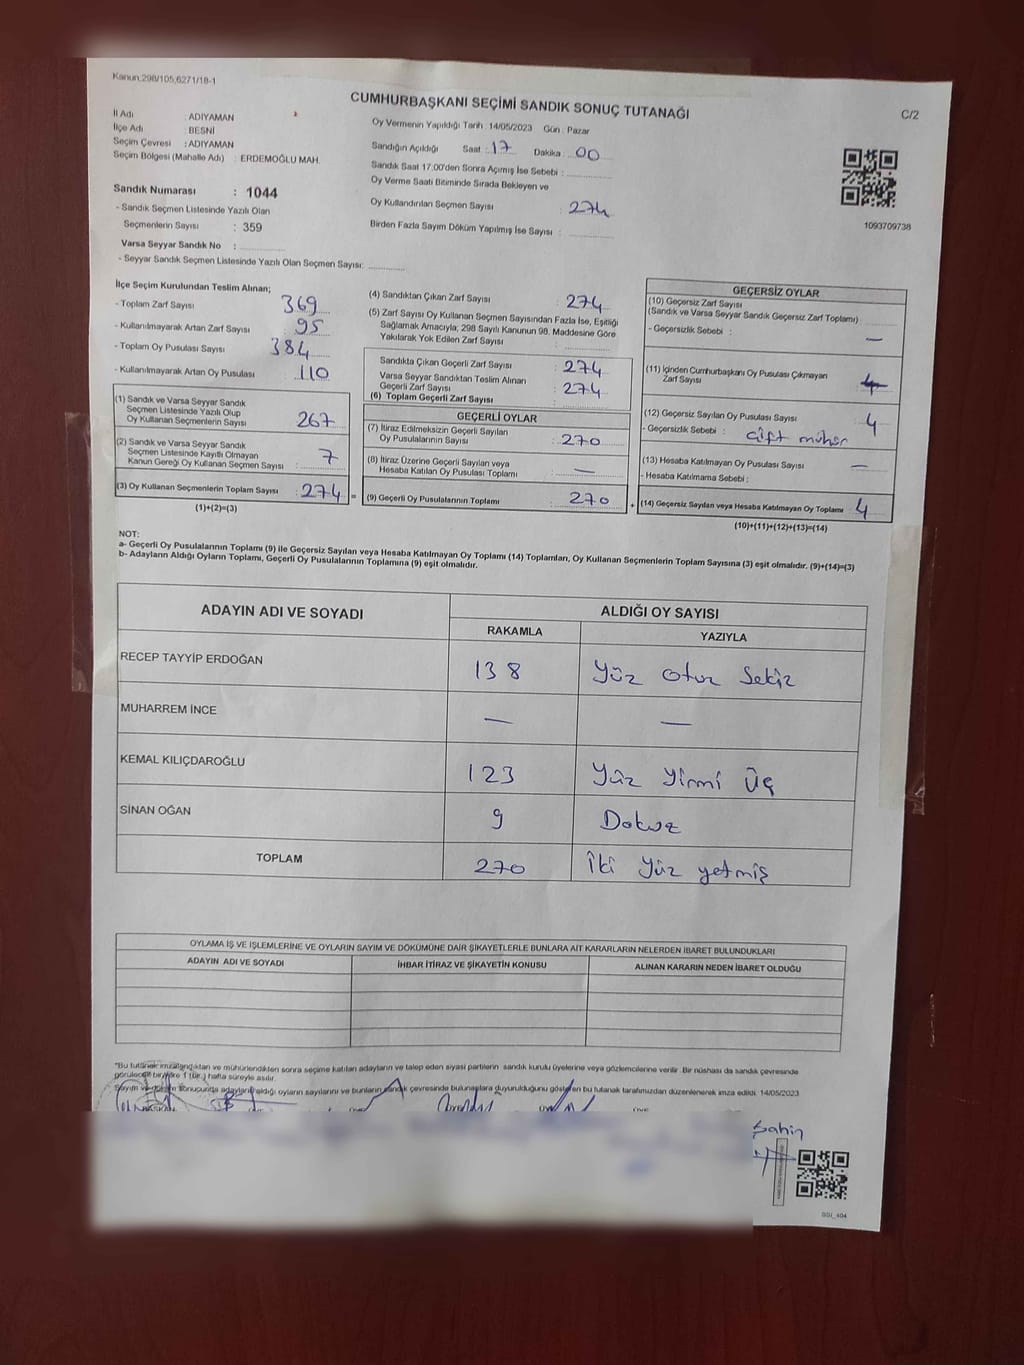 Kanun:298/105,6271/18-1
CUMHURBAŞKANI SEÇİMİ SANDIK SONUÇ TUTANAĞI
C/2
İl Adı : ADIYAMAN
İlçe Adı : BESNİ
Seçim Çevresi : ADIYAMAN
Seçim Bölgesi (Mahalle Adı) : ERDEMOĞLU MAH.
Sandık Numarası : 1044
- Sandık Seçmen Listesinde Yazılı Olan
Seçmenlerin Sayısı : 359
Varsa Seyyar Sandık No :
- Seyyar Sandık Seçmen Listesinde Yazılı Olan Seçmen Sayısı:
Oy Vermenin Yapıldığı Tarih :14/05/2023 Gün : Pazar
Sandığın Açıldığı Saat : 17 Dakika : 00
Sandık Saat 17:00'den Sonra Açımış İse Sebebi :
Oy Verme Saati Bitiminde Sırada Bekleyen ve
Oy Kullandırılan Seçmen Sayısı : 274
Birden Fazla Sayım Döküm Yapılmış İse Sayısı :
1093709738
İlçe Seçim Kurulundan Teslim Alınan;
- Toplam Zarf Sayısı 369
- Kullanılmayarak Artan Zarf Sayısı : 95
- Toplam Oy Pusulası Sayısı 384
- Kullanılmayarak Artan Oy Pusulası : 110
(1) Sandık ve Varsa Seyyar Sandık
Seçmen Listesinde Yazılı Olup
Oy Kullanan Seçmenlerin Sayısı : 267
(2) Sandık ve Varsa Seyyar Sandık
Seçmen Listesinde Kayıtlı Olmayan
Kanun Gereği Oy Kullanan Seçmen Sayısı : 7
(3) Oy Kullanan Seçmenlerin Toplam Sayısı : 274 =
(1)+(2)=(3)
(4) Sandıktan Çıkan Zarf Sayısı : 274
(5) Zarf Sayısı Oy Kullanan Seçmen Sayısından Fazla İse, Eşitliği
Sağlamak Amacıyla; 298 Sayılı Kanunun 98. Maddesine Göre
Yakılarak Yok Edilen Zarf Sayısı :
Sandıkta Çıkan Geçerli Zarf Sayısı : 274
Varsa Seyyar Sandıktan Teslim Alınan
Geçerli Zarf Sayısı : 274
(6) Toplam Geçerli Zarf Sayısı :
GEÇERLİ OYLAR
(7) İtiraz Edilmeksizin Geçerli Sayılan
Oy Pusulalarının Sayısı : 270
(8) İtiraz Üzerine Geçerli Sayılan veya
Hesaba Katılan Oy Pusulası Toplamı : —
(9) Geçerli Oy Pusulalarının Toplamı : 270 +
GEÇERSİZ OYLAR
(10) Geçersiz Zarf Sayısı
(Sandık ve Varsa Seyyar Sandık Geçersiz Zarf Toplamı) :
- Geçersizlik Sebebi : —
(11) İçinden Cumhurbaşkanı Oy Pusulası Çıkmayan
Zarf Sayısı :
(12) Geçersiz Sayılan Oy Pusulası Sayısı : 4
- Geçersizlik Sebebi : çift mühür
(13) Hesaba Katılmayan Oy Pusulası Sayısı : —
- Hesaba Katılmama Sebebi :
(14) Geçersiz Sayılan veya Hesaba Katılmayan Oy Toplamı : 4
(10)+(11)+(12)+(13)=(14)
NOT:
a- Geçerli Oy Pusulalarının Toplamı (9) ile Geçersiz Sayılan veya Hesaba Katılmayan Oy Toplamı (14) Toplamları, Oy Kullanan Seçmenlerin Toplam Sayısına (3) eşit olmalıdır. (9)+(14)=(3)
b- Adayların Aldığı Oyların Toplamı, Geçerli Oy Pusulalarının Toplamına (9) eşit olmalıdır.
ADAYIN ADI VE SOYADI ALDIĞI OY SAYISI
RAKAMLA YAZIYLA
RECEP TAYYİP ERDOĞAN 138 Yüz otuz Sekiz
MUHARREM İNCE — —
KEMAL KILIÇDAROĞLU 123 Yüz Yirmi Üç
SİNAN OĞAN 9 Dokuz
TOPLAM 270 İki Yüz yetmiş
OYLAMA İŞ VE İŞLEMLERİNE VE OYLARIN SAYIM VE DÖKÜMÜNE DAİR ŞİKAYETLERLE BUNLARA AİT KARARLARIN NELERDEN İBARET BULUNDUKLARI
ADAYIN ADI VE SOYADI İHBAR İTİRAZ VE ŞİKAYETİN KONUSU ALINAN KARARIN NEDEN İBARET OLDUĞU
*Bu tutanak imzalandıktan ve mühürlendikten sonra seçime katılan adayların ve talep eden siyasi partilerin sandık kurulu üyelerine veya gözlemcilerine verilir. Bir nüshası da sandık çevresinde
görülecek bir yere 1 (bir) hafta süreyle asılır.
Sayım ve döküm sonucunda adayların aldığı oyların sayılarını ve bunların sandık çevresinde bulunanlara duyurulduğunu gösteren bu tutanak tarafımızdan düzenlenerek imza edildi. 14/05/2023
BAŞKAN
Şahin